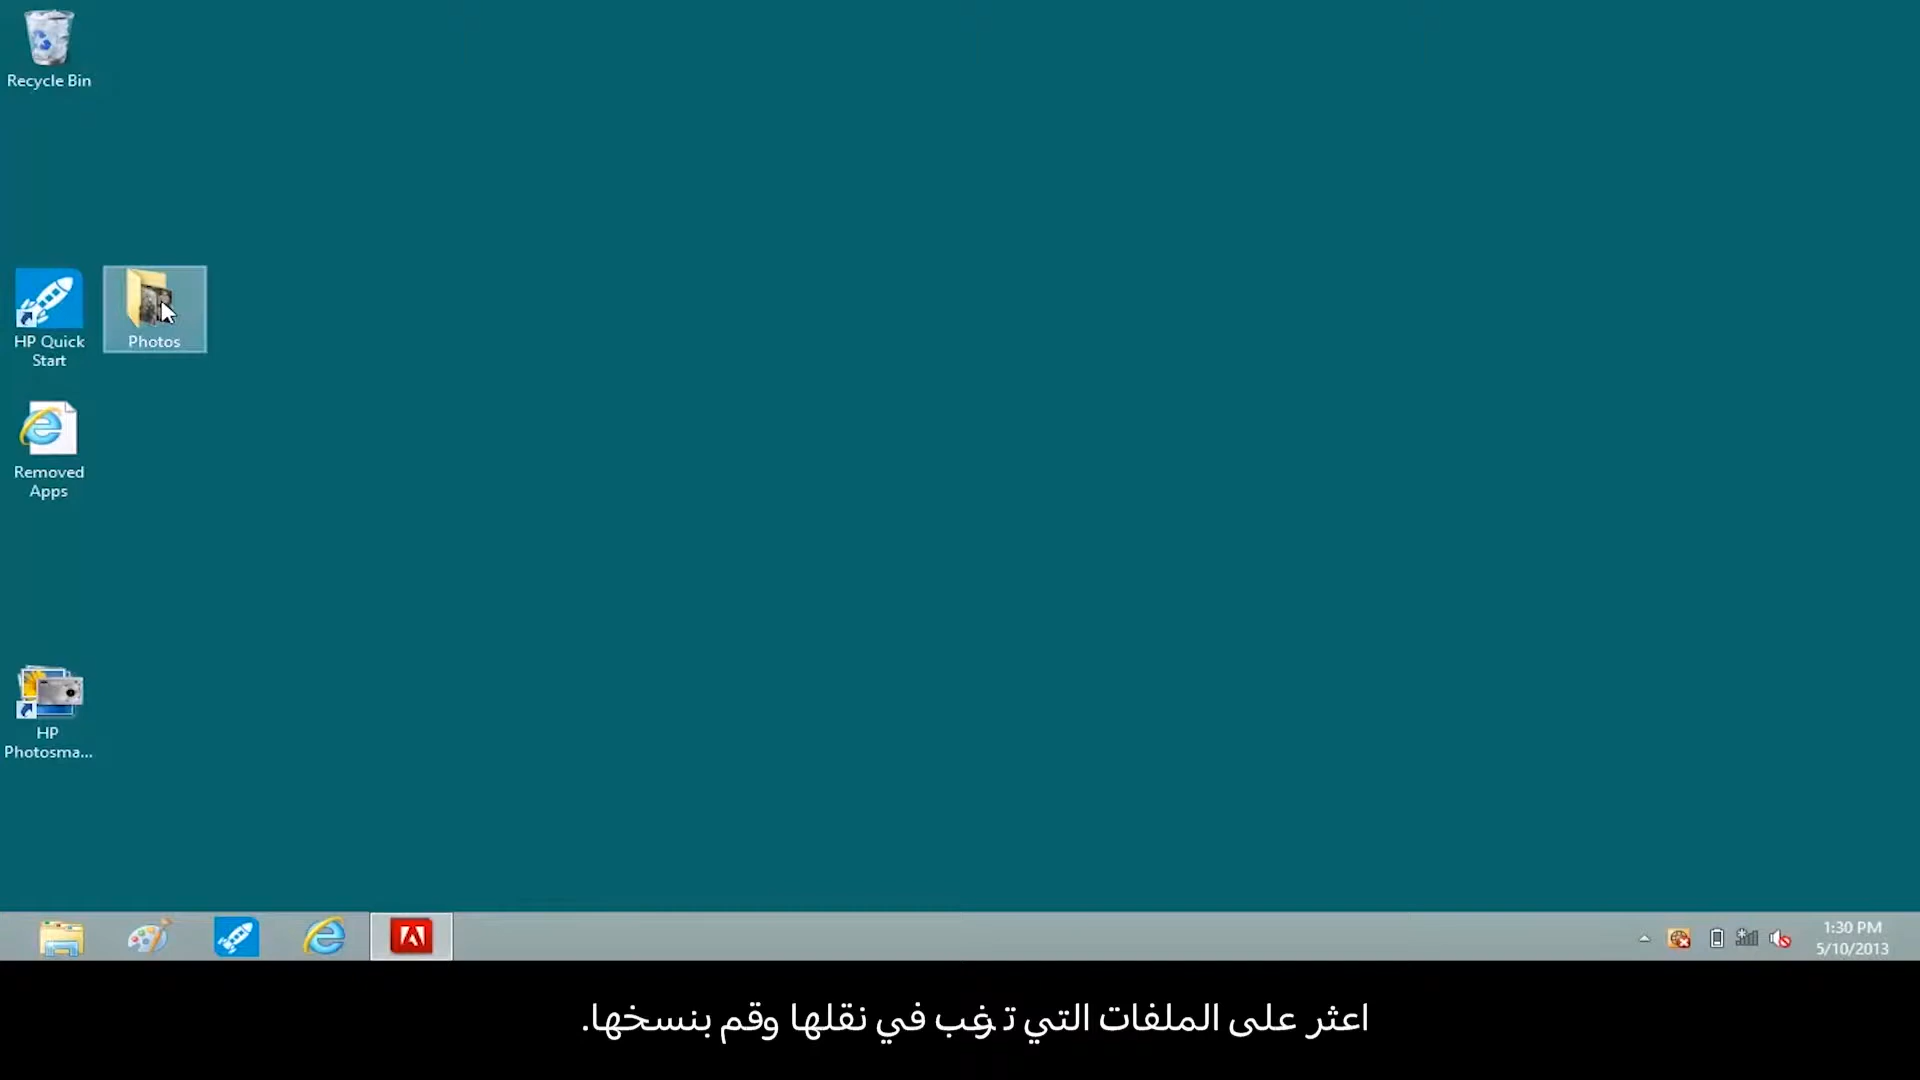 Recycle Bin
HP Quick
Start
Photos
Removed
Apps
HP
Photosma...
1:30 PM
5/10/2013
اعثر على الملفات التي ترغب في نقلها وقم بنسخها.